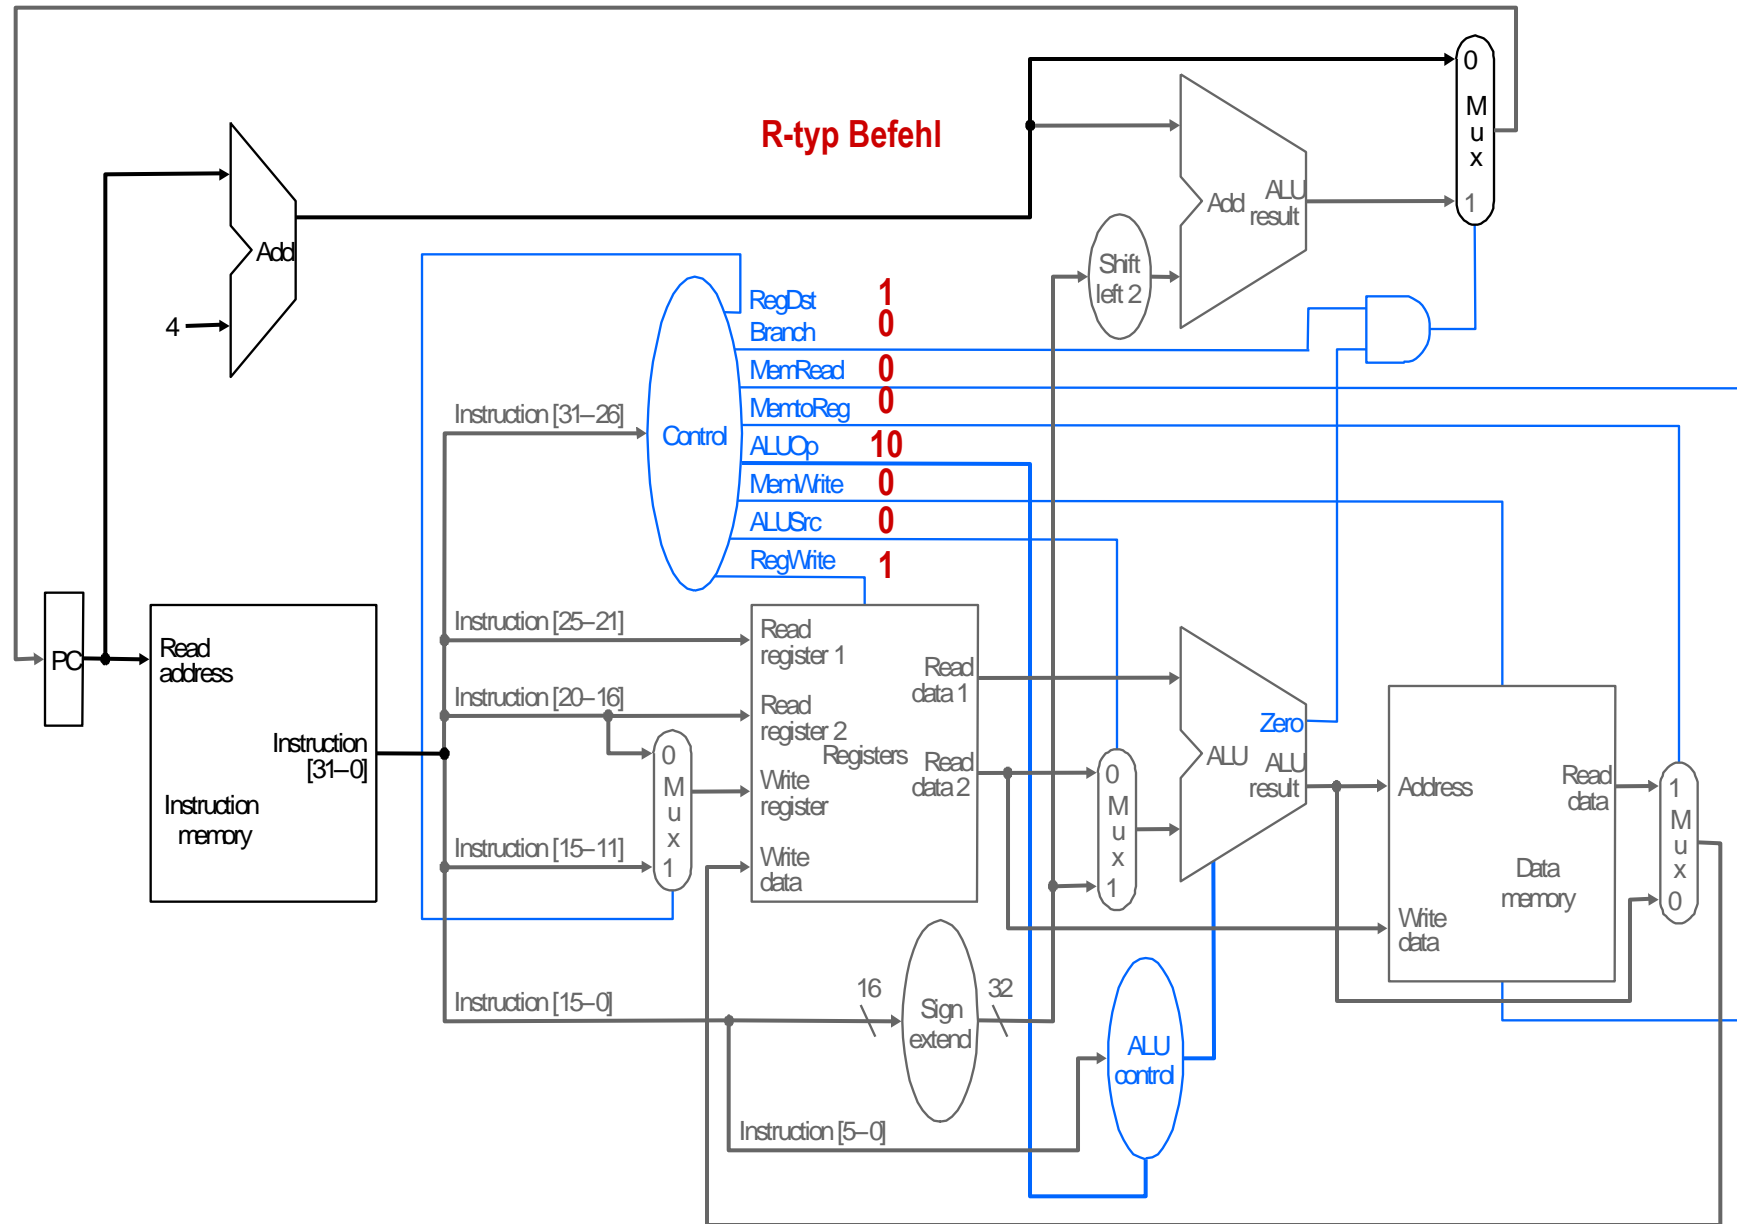 0
M
u
x
1
R-typ Befehl
Add
ALU
result
Add
Shift
left 2
4
RegDst 1
Branch 0
MemRead 0
MemtoReg 0
ALUOp 10
MemWrite 0
ALUSrc 0
RegWrite 1
Control
Instruction [31–26]
Instruction [25–21]
Instruction [20–16]
Instruction [15–11]
Instruction [15–0]
Instruction [5–0]
PC
Read
address
Instruction
[31–0]
Instruction
memory
0
M
u
x
1
Read
register 1
Read
register 2
Write
register
Write
data
Registers
Read
data 1
Read
data 2
0
M
u
x
1
Zero
ALU
ALU
result
Address
Read
data
Data
memory
Write
data
1
M
u
x
0
16
Sign
extend
32
ALU
control